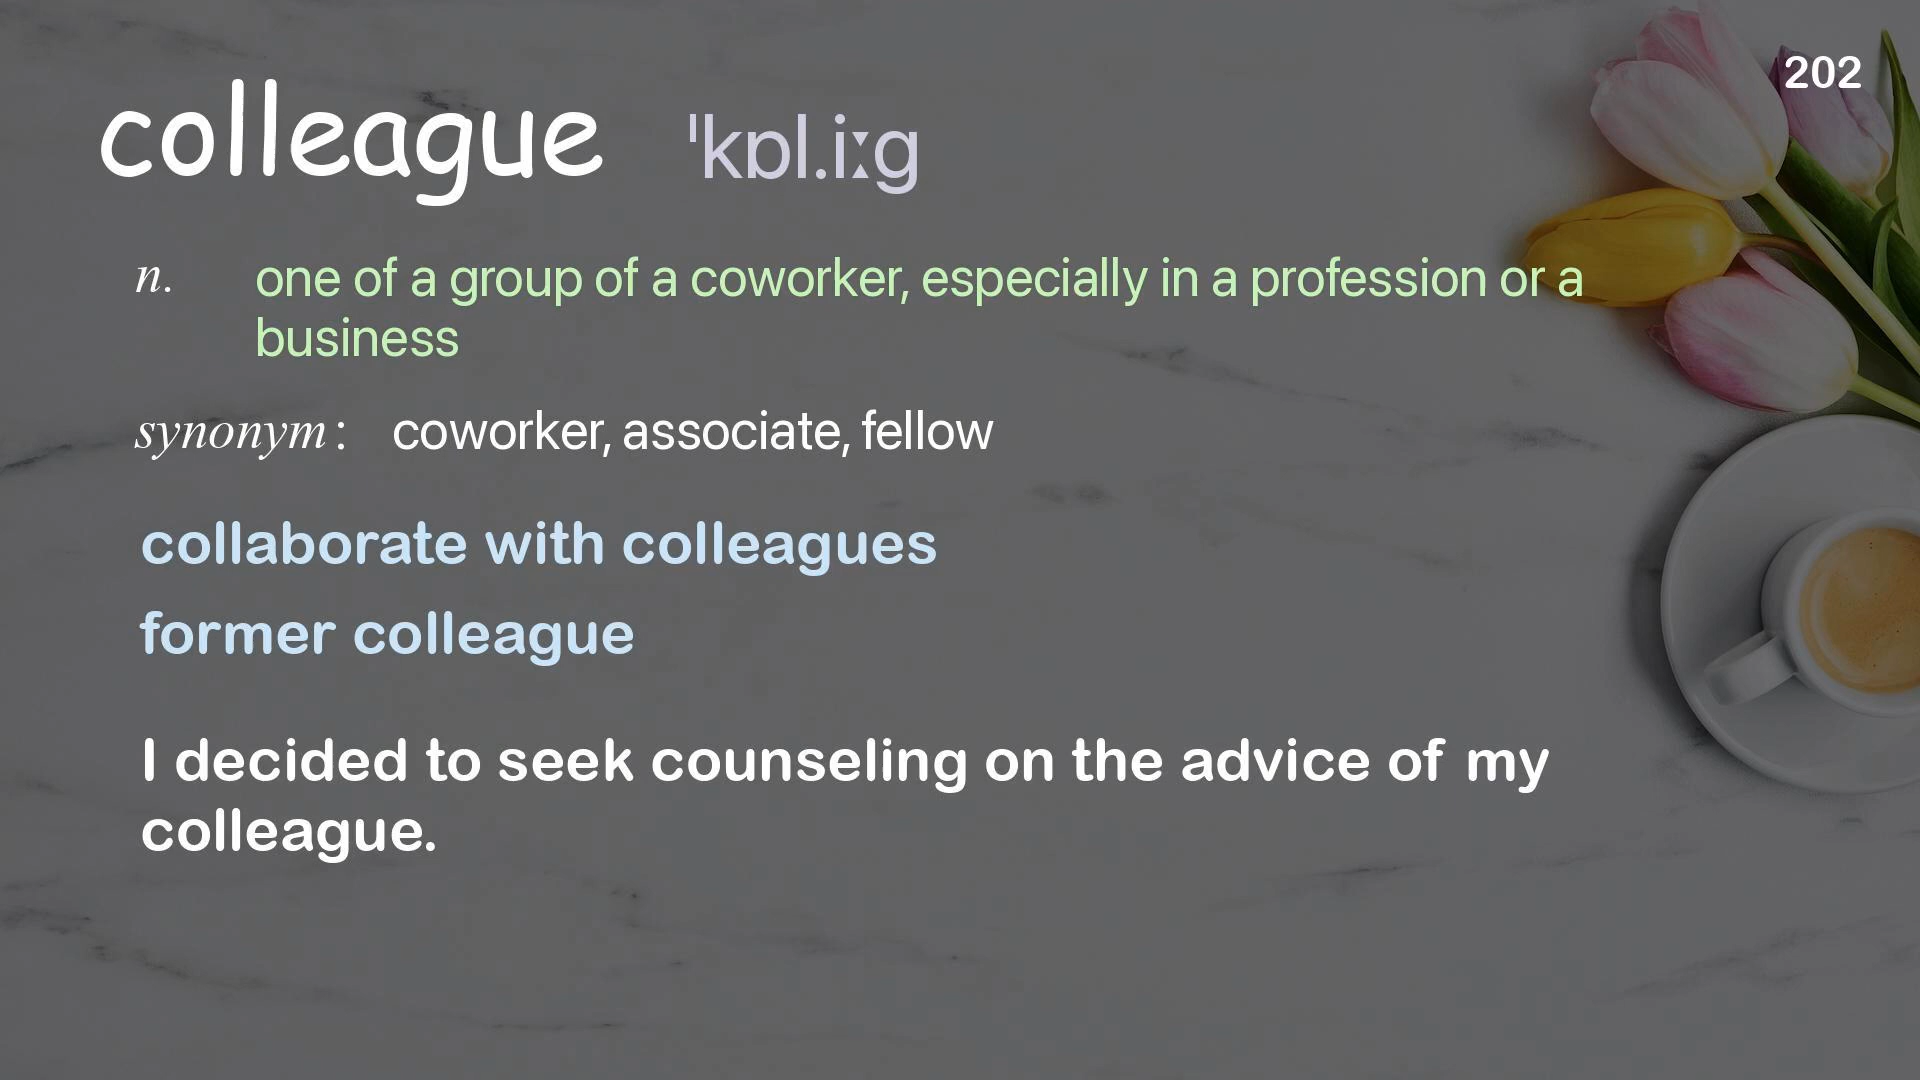 202
colleague ˈkɒl.iːg
n. one of a group of a coworker, especially in a profession or a
business
synonym: coworker, associate, fellow
collaborate with colleagues
former colleague
I decided to seek counseling on the advice of my
colleague.